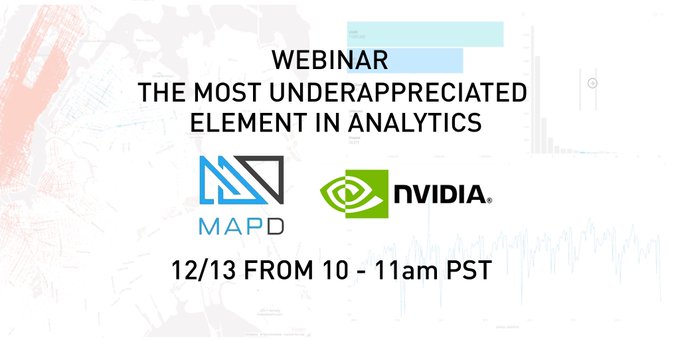 WEBINAR
THE MOST UNDERAPPRECIATED
ELEMENT IN ANALYTICS
MAPD
NVIDIA®
12/13 FROM 10 - 11am PST